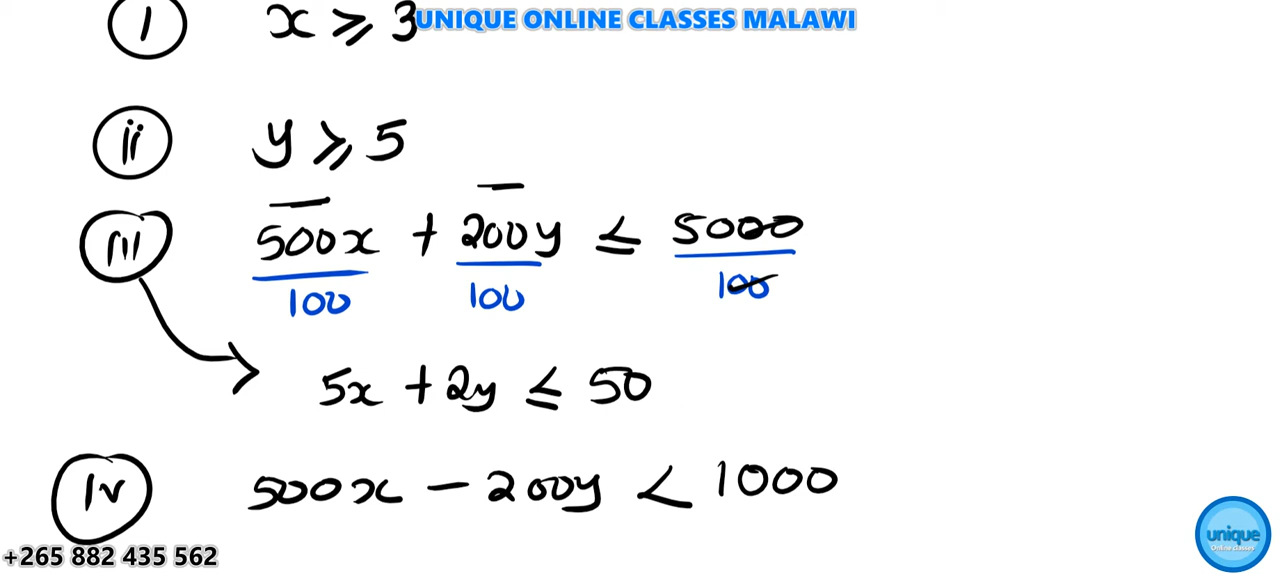 i x ≥ 3 UNIQUE ONLINE CLASSES MALAWI
ii y ≥ 5
iii 500x + 200y ≤ 5000
100 100 100
5x + 2y ≤ 50
iv 500x - 200y < 1000
+265 882 435 562
unique
Online classes